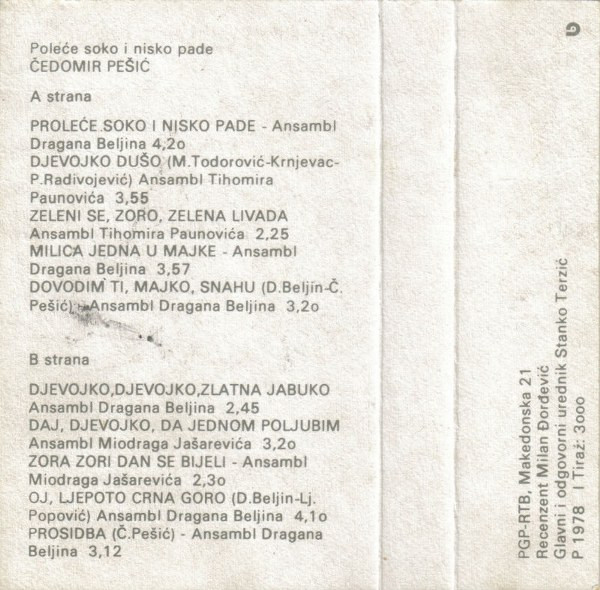 Poleće soko i nisko pade
ČEDOMIR PEŠIĆ
A strana
PROLEĆE SOKO I NISKO PADE - Ansambl
Dragana Beljina 4,2o
DJEVOJKO DUŠO (M.Todorović-Krnjevac-
P.Radivojević) Ansambl Tihomira
Paunovića 3,55
ZELENI SE, ZORO, ZELENA LIVADA
Ansambl Tihomira Paunovića 2,25
MILICA JEDNA U MAJKE - Ansambl
Dragana Beljina 3,57
DOVODIM TI, MAJKO, SNAHU (D.Beljin-Č.
Pešić) - Ansambl Dragana Beljina 3,2o
B strana
DJEVOJKO,DJEVOJKO,ZLATNA JABUKO
Ansambl Dragana Beljina 2,45
DAJ, DJEVOJKO, DA JEDNOM POLJUBIM
Ansambl Miodraga Jašarevića 3,2o
ZORA ZORI DAN SE BIJELI - Ansambl
Miodraga Jašarevića 2,3o
OJ, LJEPOTO CRNA GORO (D.Beljin-Lj.
Popović) Ansambl Dragana Beljina 4,1o
PROSIDBA (Č.Pešić) - Ansambl Dragana
Beljina 3,12
PGP-RTB, Makedonska 21
Recenzent Milan Đorđević
Glavni i odgovorni urednik Stanko Terzić
P 1978 I Tiraž: 3ooo